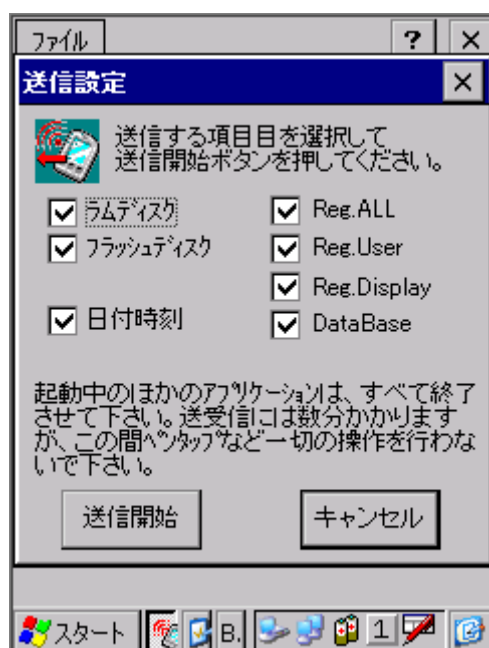 ファイル ? ×
送信設定 ×
送信する項目目を選択して
送信開始ボタンを押してください。
ラムディスク Reg.ALL
フラッシュディスク Reg.User
Reg.Display
日付時刻 DataBase
起動中のほかのアプリケーションは、すべて終了
させて下さい。送受信には数分かかります
が、この間ペンタップなど一切の操作を行わな
いで下さい。
送信開始 キャンセル
スタート B. 1